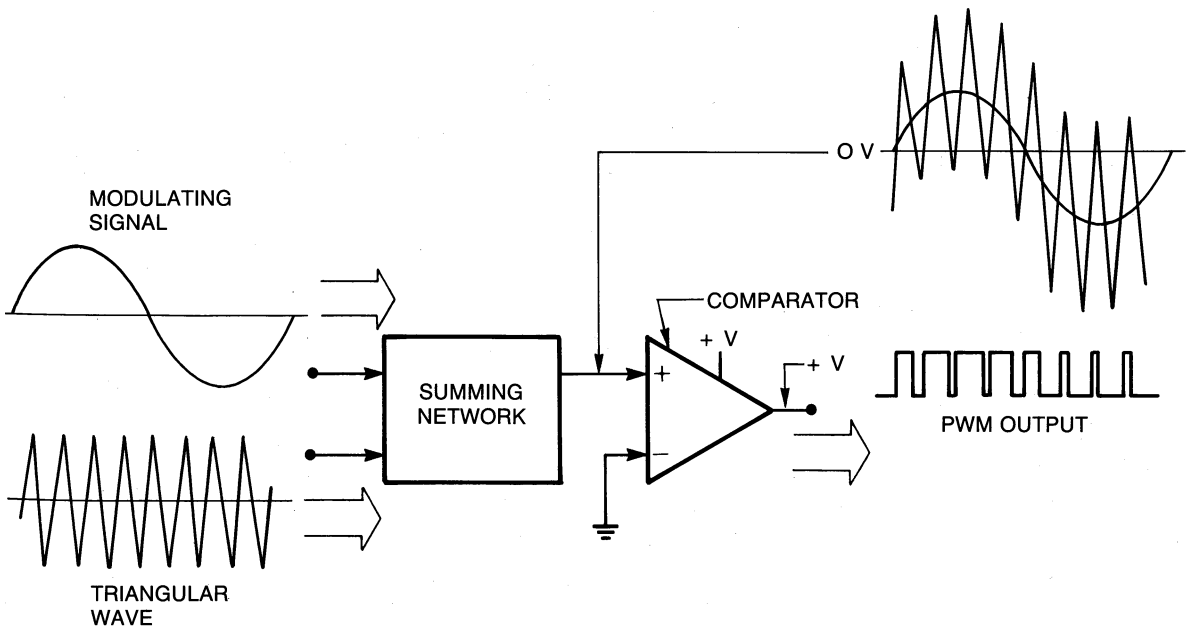 O V
MODULATING
SIGNAL
COMPARATOR
+ V
+ V
SUMMING
NETWORK
+
−
PWM OUTPUT
TRIANGULAR
WAVE